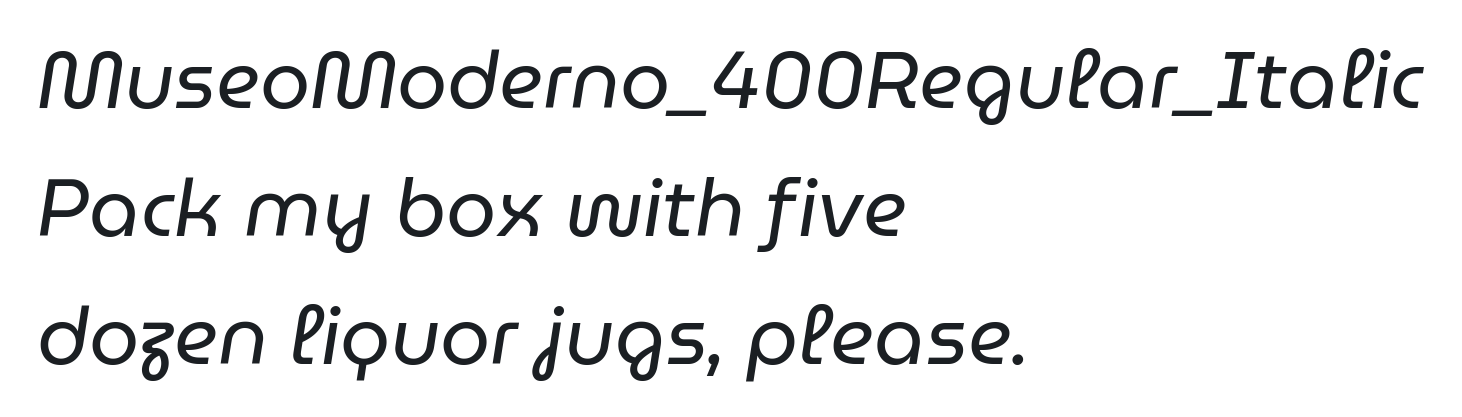 MuseoModerno_400Regular_Italic
Pack my box with five
dozen liquor jugs, please.